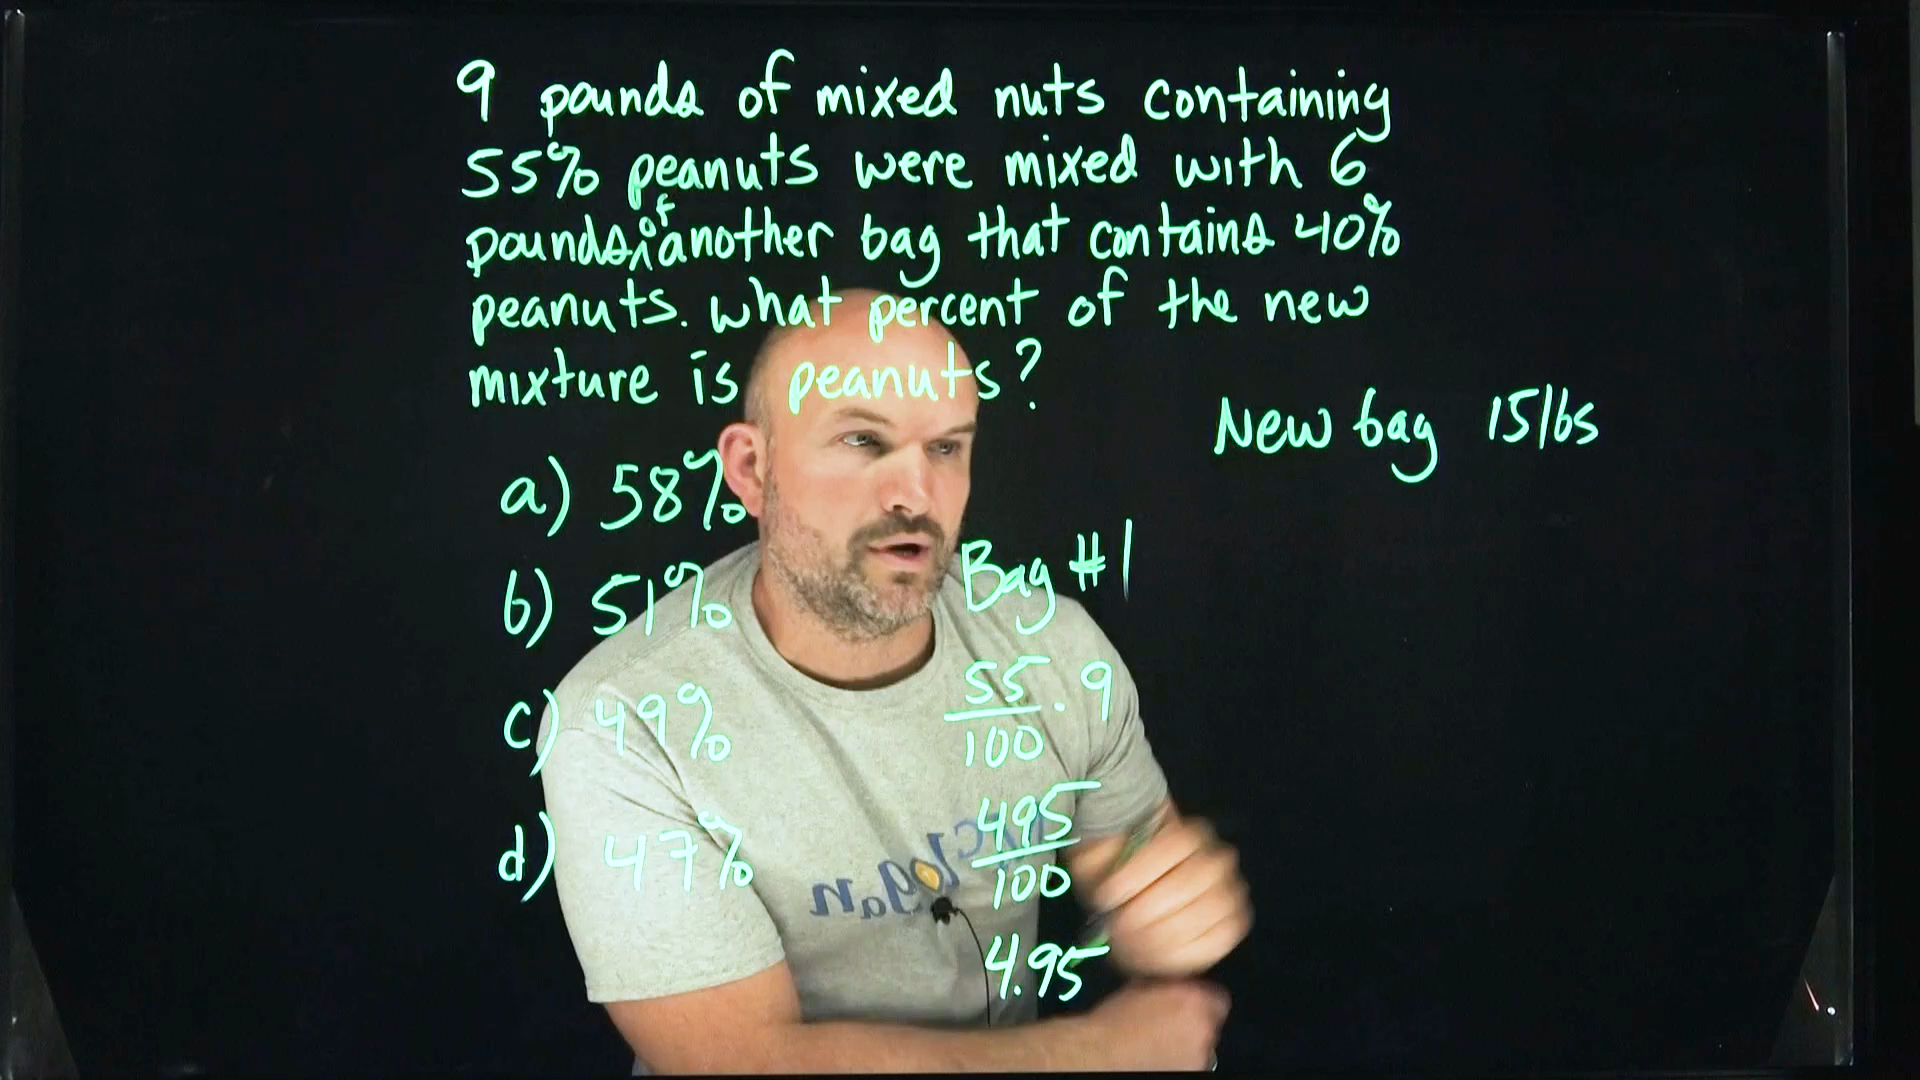 9 pounds of mixed nuts containing
55% peanuts were mixed with 6
pounds of another bag that contains 40%
peanuts. what percent of the new
mixture is peanuts?
New bag 15lbs
a) 58%
b) 51%
c) 49%
d) 47%
Bag #1
55/100 · 9
495/100
4.95